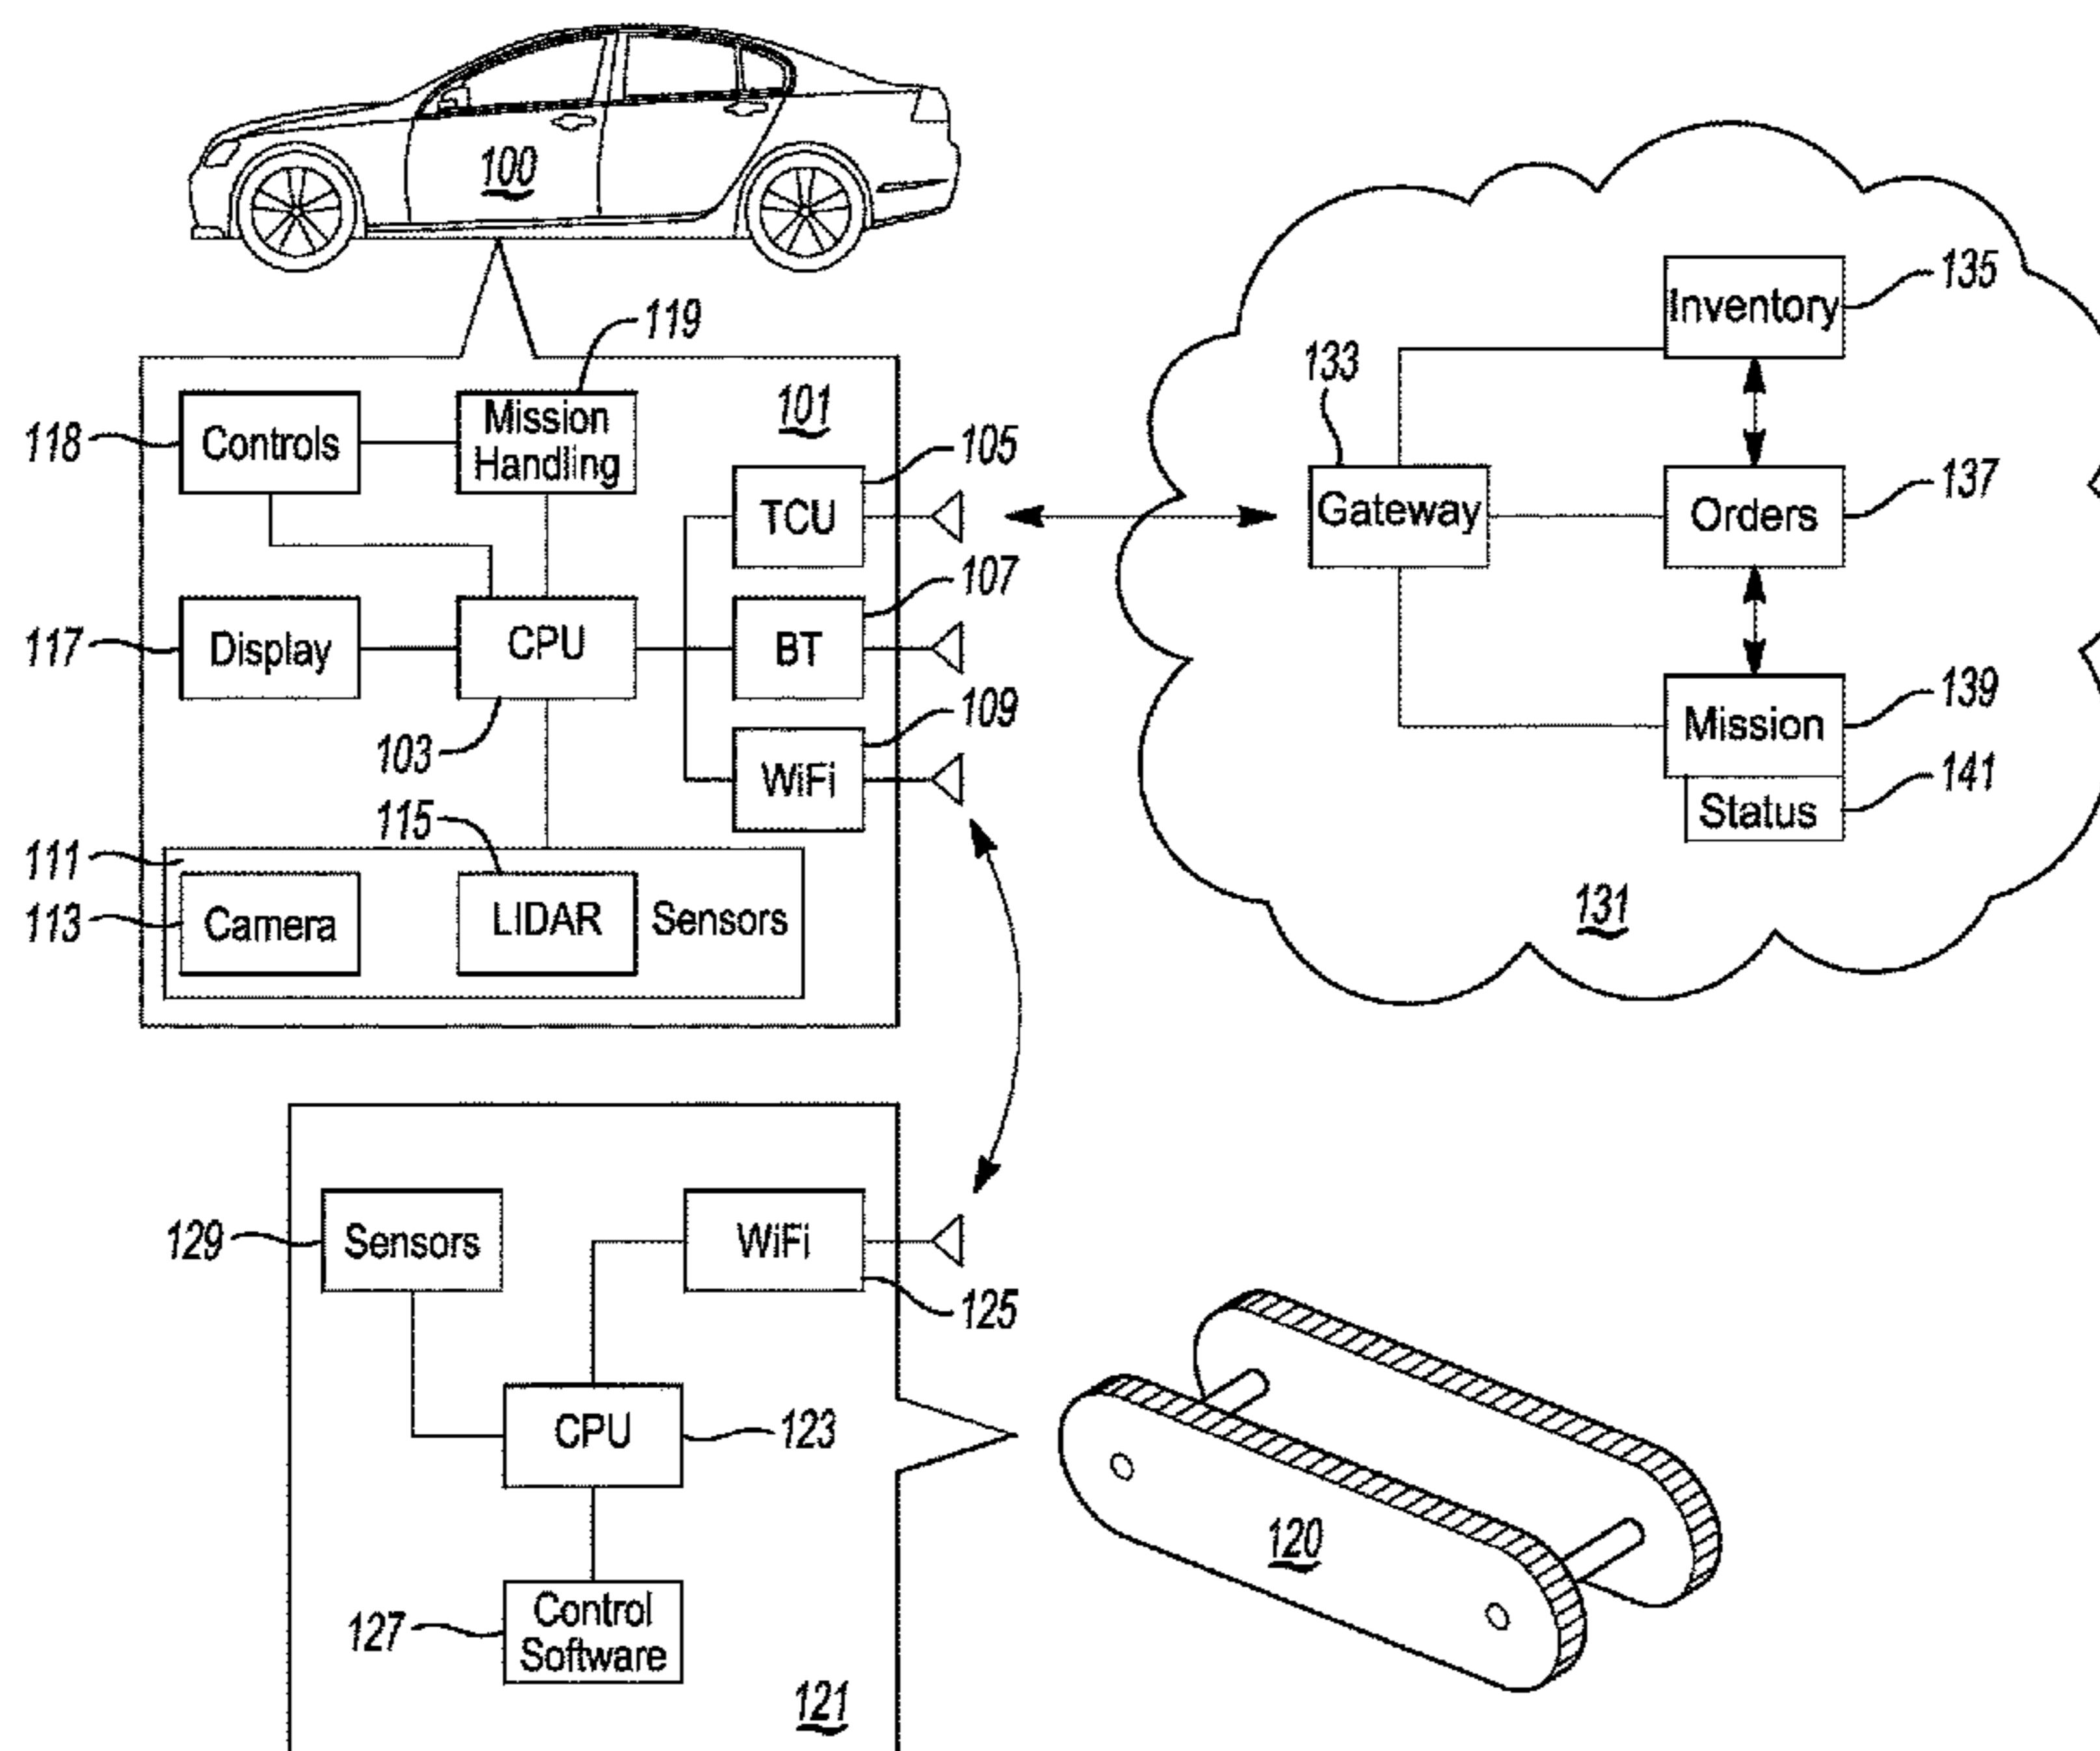 100
119
118
Controls
Mission
Handling
101
105
TCU
107
117
Display
CPU
BT
103
109
WiFi
115
111
113
Camera
LIDAR
Sensors
135
Inventory
133
Gateway
137
Orders
139
Mission
141
Status
131
129
Sensors
WiFi
125
CPU
123
127
Control
Software
121
120